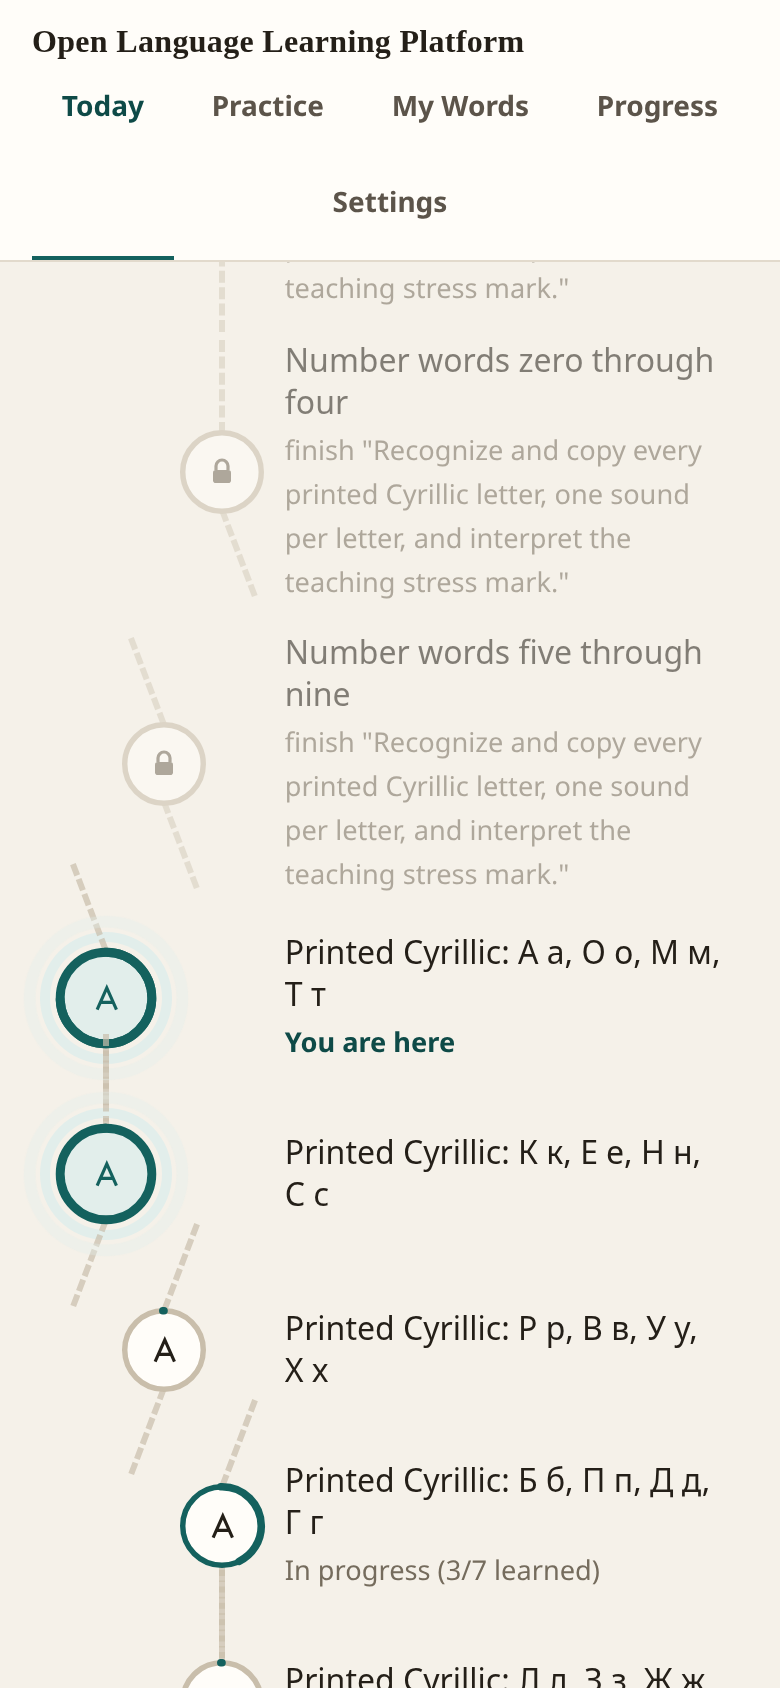 Open Language Learning Platform
Today Practice My Words Progress
Settings
teaching stress mark."
Number words zero through
four
finish "Recognize and copy every
printed Cyrillic letter, one sound
per letter, and interpret the
teaching stress mark."
Number words five through
nine
finish "Recognize and copy every
printed Cyrillic letter, one sound
per letter, and interpret the
teaching stress mark."
A
Printed Cyrillic: А а, О о, М м,
Т т
You are here
A
Printed Cyrillic: К к, Е е, Н н,
С с
A
Printed Cyrillic: Р р, В в, У у,
Х х
A
Printed Cyrillic: Б б, П п, Д д,
Г г
In progress (3/7 learned)
Printed Cyrillic: Л л, З з, Ж ж,